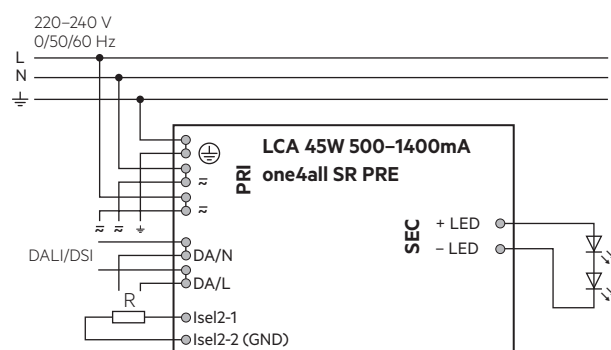 220–240 V
0/50/60 Hz
L
N
LCA 45W 500–1400mA
one4all SR PRE
PRI
SEC
+ LED
– LED
DALI/DSI
DA/N
DA/L
R
Isel2-1
Isel2-2 (GND)